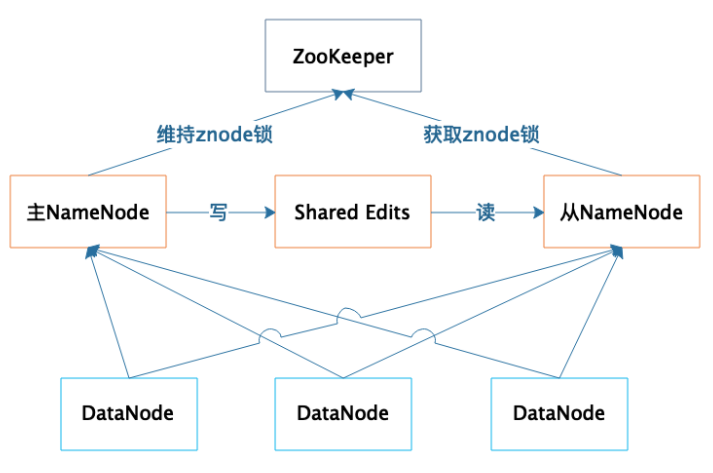 ZooKeeper
维持znode锁
获取znode锁
主NameNode
写
Shared Edits
读
从NameNode
DataNode
DataNode
DataNode